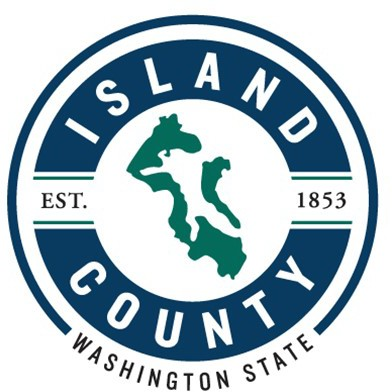 ISLAND
EST. 1853
COUNTY
WASHINGTON STATE